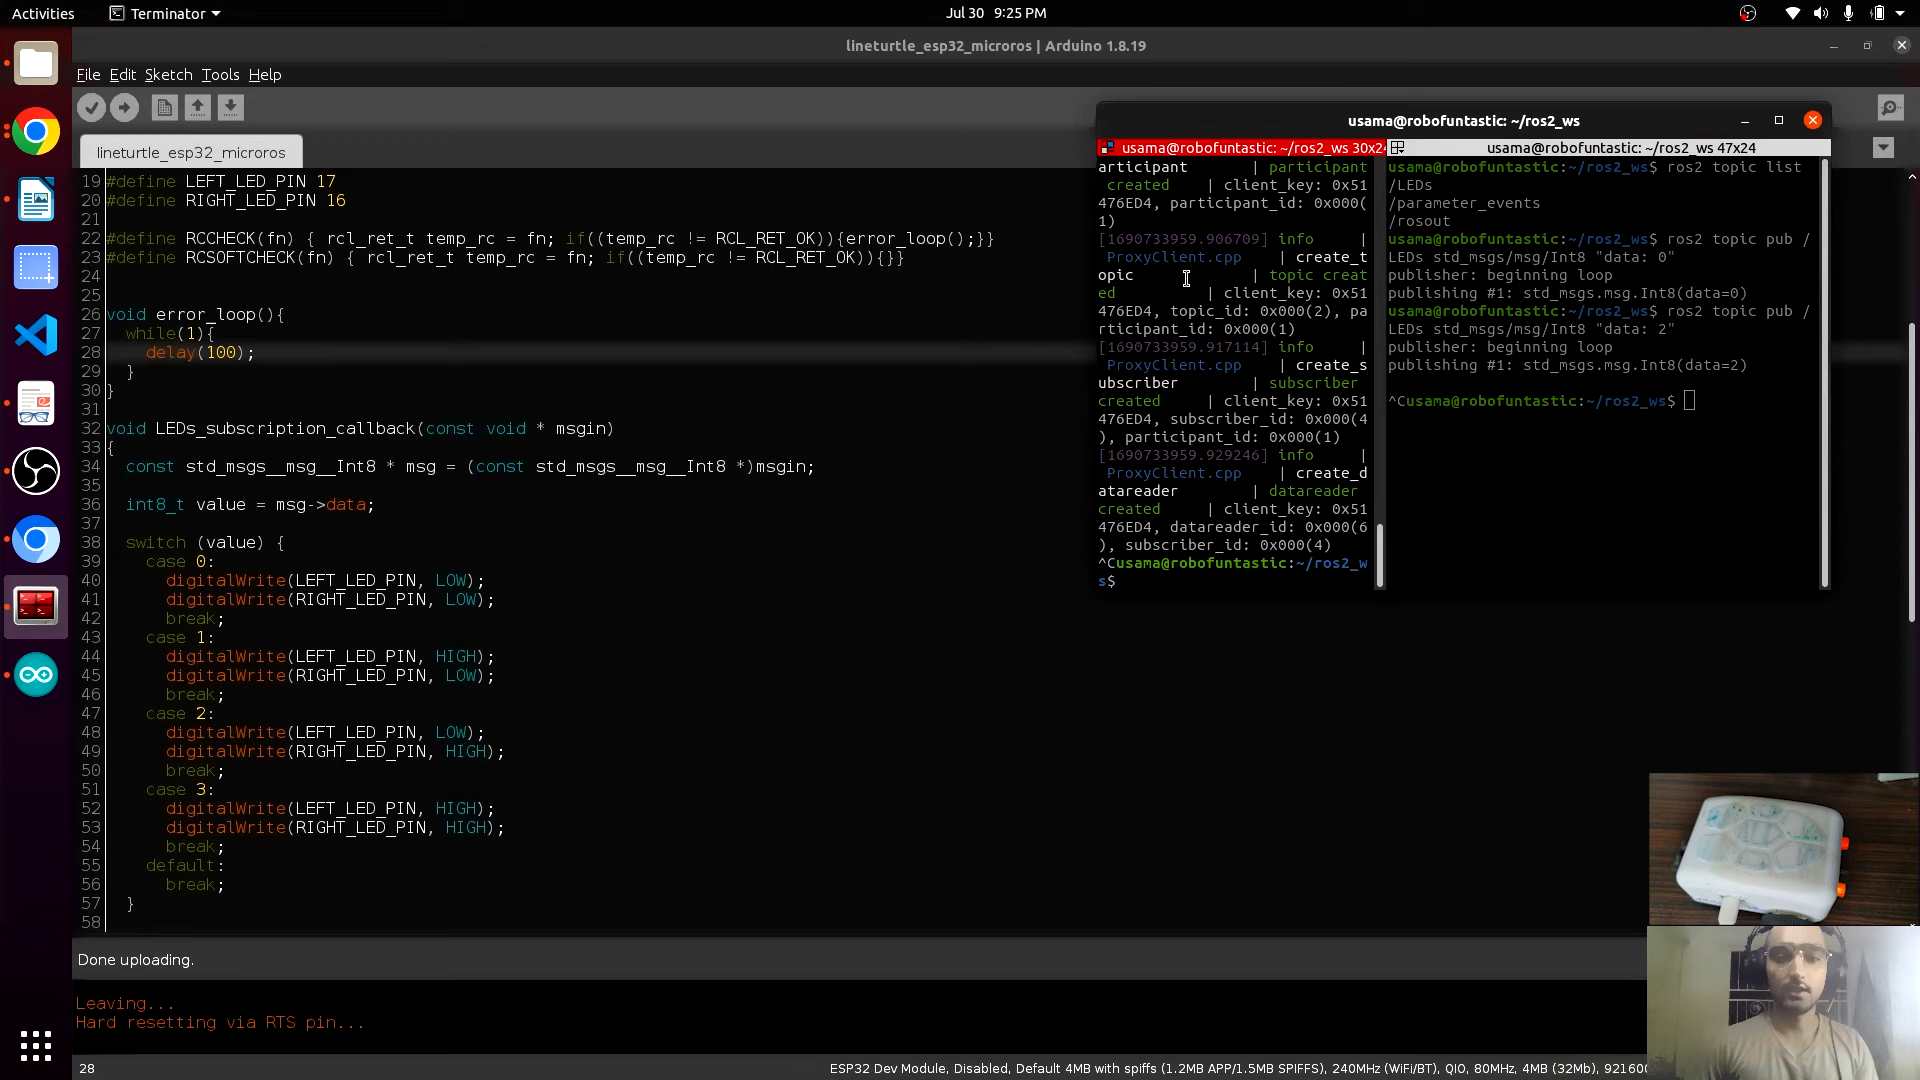 Activities
Terminator
Jul 30 9:25 PM
lineturtle_esp32_microros | Arduino 1.8.19
File Edit Sketch Tools Help
lineturtle_esp32_microros
19 #define LEFT_LED_PIN 17
20 #define RIGHT_LED_PIN 16
21
22 #define RCCHECK(fn) { rcl_ret_t temp_rc = fn; if((temp_rc != RCL_RET_OK)){error_loop();}}
23 #define RCSOFTCHECK(fn) { rcl_ret_t temp_rc = fn; if((temp_rc != RCL_RET_OK)){}}
24
25
26 void error_loop(){
27 while(1){
28 delay(100);
29 }
30 }
31
32 void LEDs_subscription_callback(const void * msgin)
33 {
34 const std_msgs__msg__Int8 * msg = (const std_msgs__msg__Int8 *)msgin;
35
36 int8_t value = msg->data;
37
38 switch (value) {
39 case 0:
40 digitalWrite(LEFT_LED_PIN, LOW);
41 digitalWrite(RIGHT_LED_PIN, LOW);
42 break;
43 case 1:
44 digitalWrite(LEFT_LED_PIN, HIGH);
45 digitalWrite(RIGHT_LED_PIN, LOW);
46 break;
47 case 2:
48 digitalWrite(LEFT_LED_PIN, LOW);
49 digitalWrite(RIGHT_LED_PIN, HIGH);
50 break;
51 case 3:
52 digitalWrite(LEFT_LED_PIN, HIGH);
53 digitalWrite(RIGHT_LED_PIN, HIGH);
54 break;
55 default:
56 break;
57 }
58
Done uploading.
Leaving...
Hard resetting via RTS pin...
28
ESP32 Dev Module, Disabled, Default 4MB with spiffs (1.2MB APP/1.5MB SPIFFS), 240MHz (WiFi/BT), QIO, 80MHz, 4MB (32Mb), 92160
usama@robofuntastic: ~/ros2_ws
usama@robofuntastic: ~/ros2_ws 30x24
articipant | participant
created | client_key: 0x51
476ED4, participant_id: 0x000(
1)
[1690733959.906709] info |
ProxyClient.cpp | create_t
opic | topic creat
ed | client_key: 0x51
476ED4, topic_id: 0x000(2), pa
rticipant_id: 0x000(1)
[1690733959.917114] info |
ProxyClient.cpp | create_s
ubscriber | subscriber
created | client_key: 0x51
476ED4, subscriber_id: 0x000(4
), participant_id: 0x000(1)
[1690733959.929246] info |
ProxyClient.cpp | create_d
atareader | datareader
created | client_key: 0x51
476ED4, datareader_id: 0x000(6
), subscriber_id: 0x000(4)
^Cusama@robofuntastic:~/ros2_w
s$
usama@robofuntastic: ~/ros2_ws 47x24
usama@robofuntastic:~/ros2_ws$ ros2 topic list
/LEDs
/parameter_events
/rosout
usama@robofuntastic:~/ros2_ws$ ros2 topic pub /
LEDs std_msgs/msg/Int8 "data: 0"
publisher: beginning loop
publishing #1: std_msgs.msg.Int8(data=0)
usama@robofuntastic:~/ros2_ws$ ros2 topic pub /
LEDs std_msgs/msg/Int8 "data: 2"
publisher: beginning loop
publishing #1: std_msgs.msg.Int8(data=2)
^Cusama@robofuntastic:~/ros2_ws$